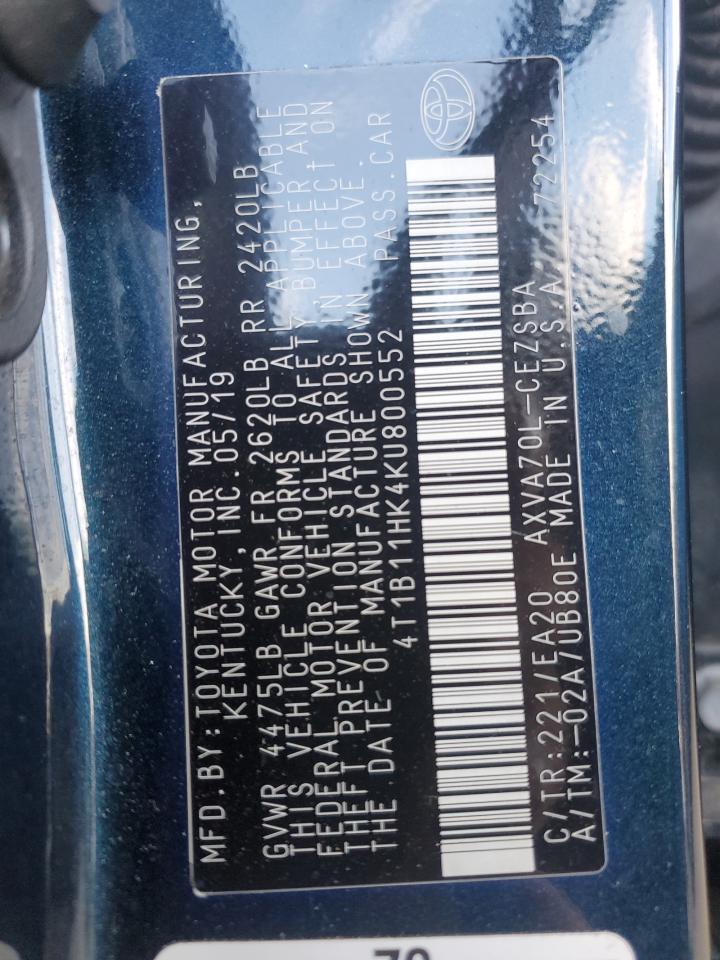 MFD.BY:TOYOTA MOTOR MANUFACTURING,
KENTUCKY, INC.05/19
GVWR 4475LB GAWR FR 2620LB RR 2420LB
THIS VEHICLE CONFORMS TO ALL APPLICABLE
FEDERAL MOTOR VEHICLE SAFETY, BUMPER AND
THEFT PREVENTION STANDARDS IN EFFECT ON
THE DATE OF MANUFACTURE SHOWN ABOVE.
4T1B11HK4KU800552 PASS.CAR
C/TR:221/EA20 AXVA70L-CEZSBA
A/TM:-02A/UB80E MADE IN U.S.A 72254